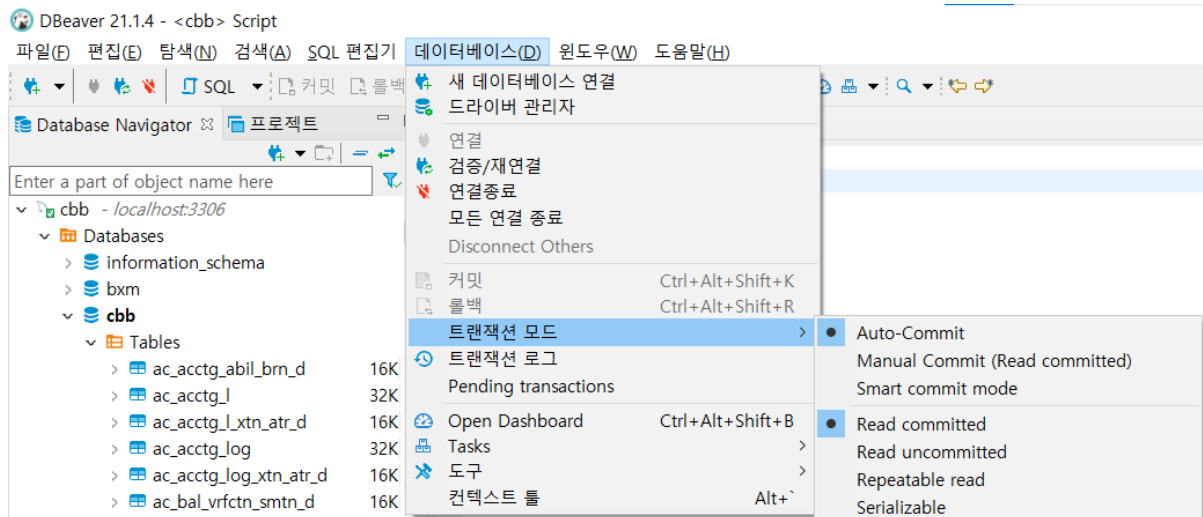 DBeaver 21.1.4 - <cbb> Script
파일(F) 편집(E) 탐색(N) 검색(A) SQL 편집기 데이터베이스(D) 윈도우(W) 도움말(H)
SQL 커밋 롤백
Database Navigator 프로젝트
Enter a part of object name here
cbb - localhost:3306
Databases
information_schema
bxm
cbb
Tables
ac_acctg_abil_brn_d 16K
ac_acctg_l 32K
ac_acctg_l_xtn_atr_d 16K
ac_acctg_log 32K
ac_acctg_log_xtn_atr_d 16K
ac_bal_vrfctn_smtn_d 16K
새 데이터베이스 연결
드라이버 관리자
연결
검증/재연결
연결종료
모든 연결 종료
Disconnect Others
커밋 Ctrl+Alt+Shift+K
롤백 Ctrl+Alt+Shift+R
트랜잭션 모드
트랜잭션 로그
Pending transactions
Open Dashboard Ctrl+Alt+Shift+B
Tasks
도구
컨텍스트 툴 Alt+`
Auto-Commit
Manual Commit (Read committed)
Smart commit mode
Read committed
Read uncommitted
Repeatable read
Serializable